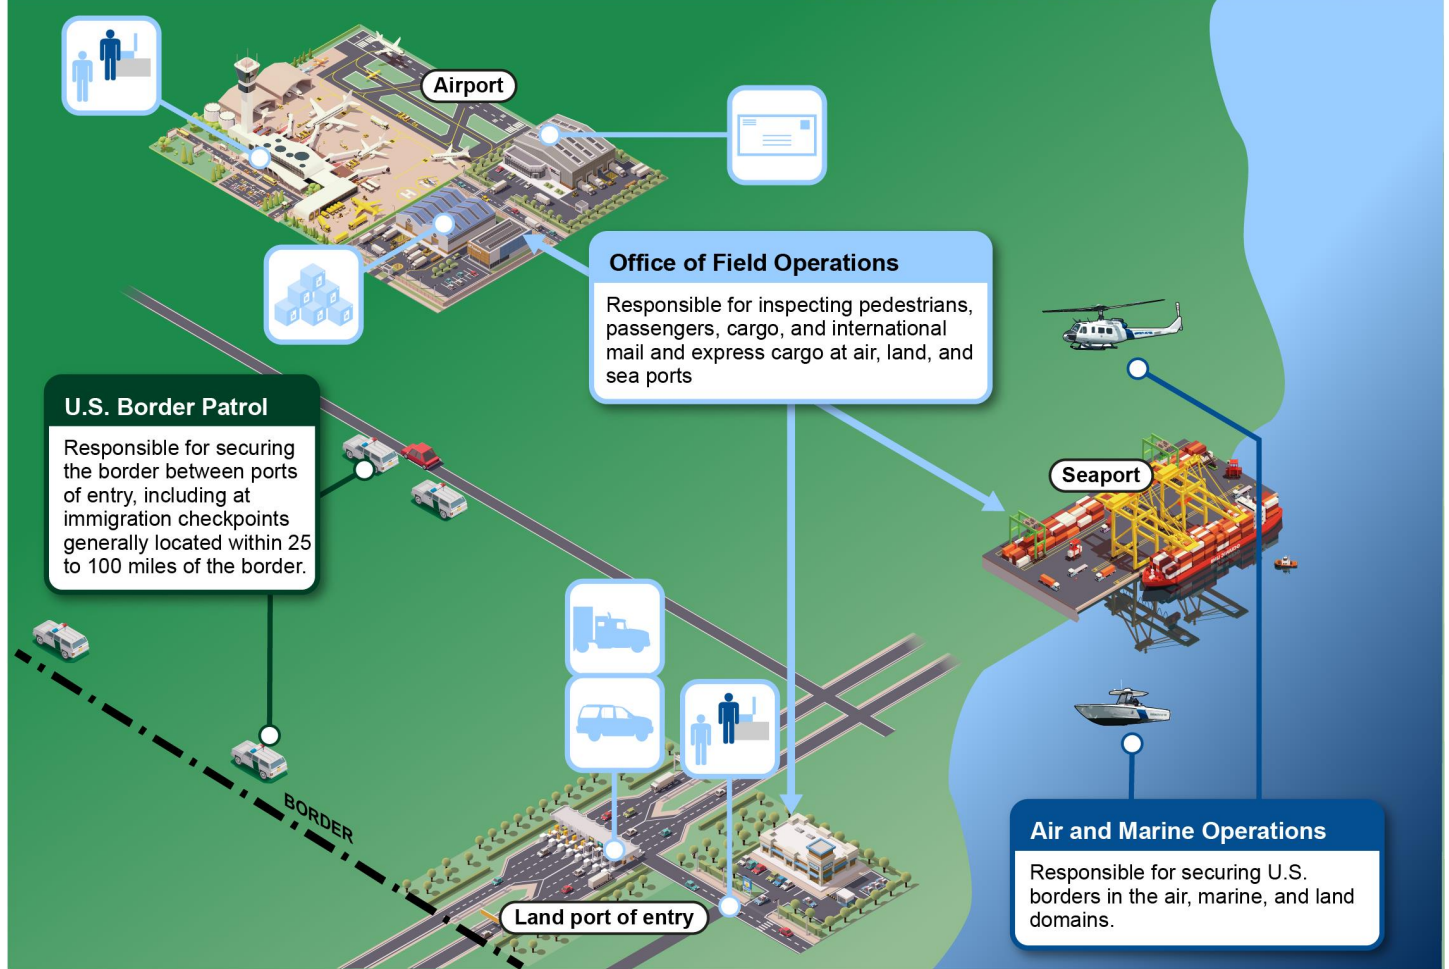 Airport
Office of Field Operations
Responsible for inspecting pedestrians,
passengers, cargo, and international
mail and express cargo at air, land, and
sea ports
U.S. Border Patrol
Responsible for securing
the border between ports
of entry, including at
immigration checkpoints
generally located within 25
to 100 miles of the border.
Seaport
BORDER
Land port of entry
Air and Marine Operations
Responsible for securing U.S.
borders in the air, marine, and land
domains.